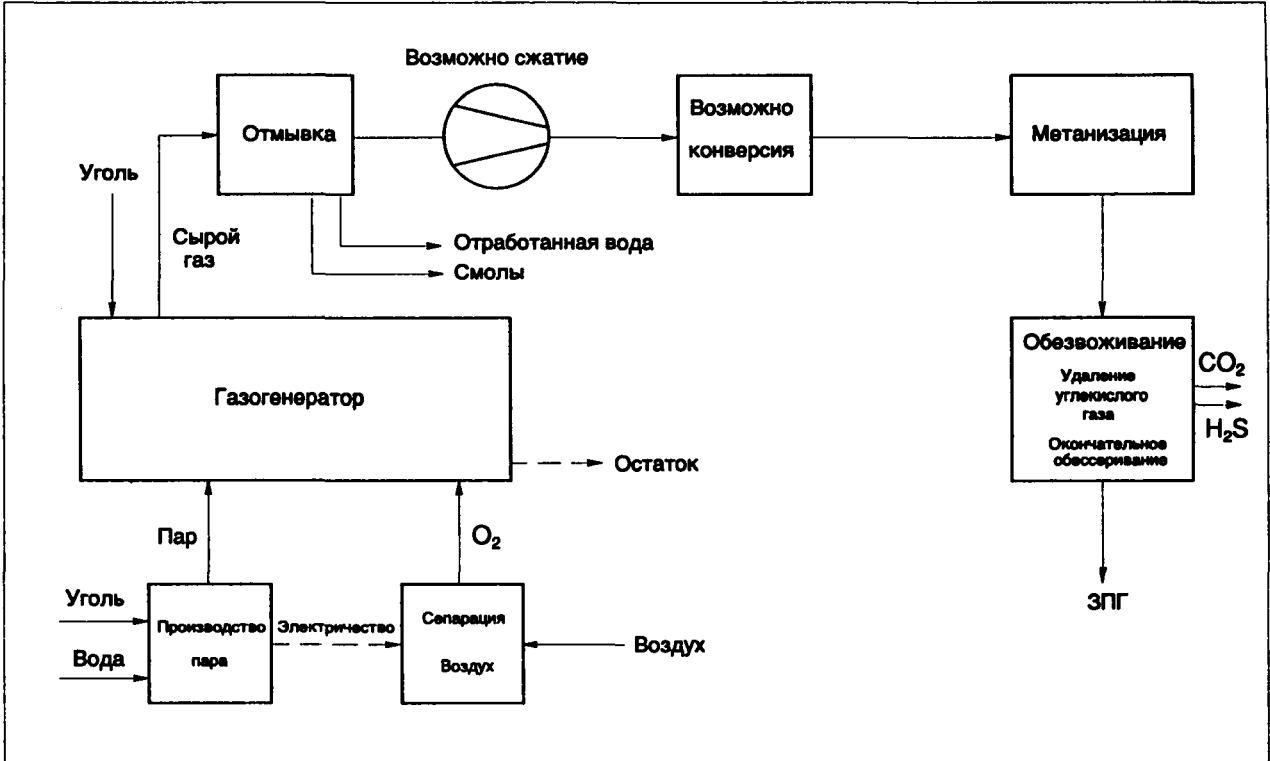 Возможно сжатие
Отмывка
Возможно
конверсия
Метанизация
Уголь
Сырой
газ
Отработанная вода
Смолы
Газогенератор
Обезвоживание
Удаление
углекислого
газа
Окончательное
обессеривание
CO₂
H₂S
Остаток
Пар
O₂
Уголь
Вода
Производство
пара
Электричество
Сепарация
Воздух
Воздух
ЗПГ